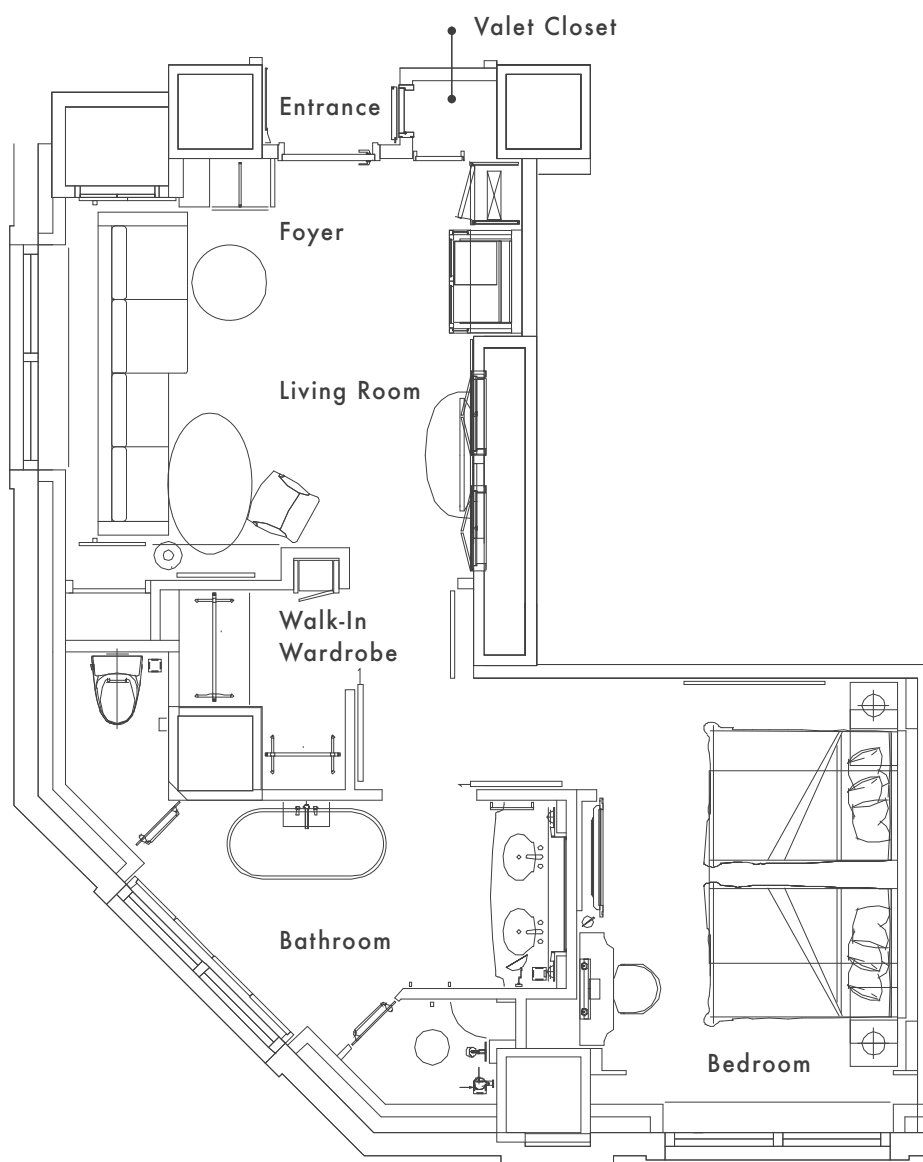 Valet Closet
Entrance
Foyer
Living Room
Walk-In
Wardrobe
Bathroom
Bedroom